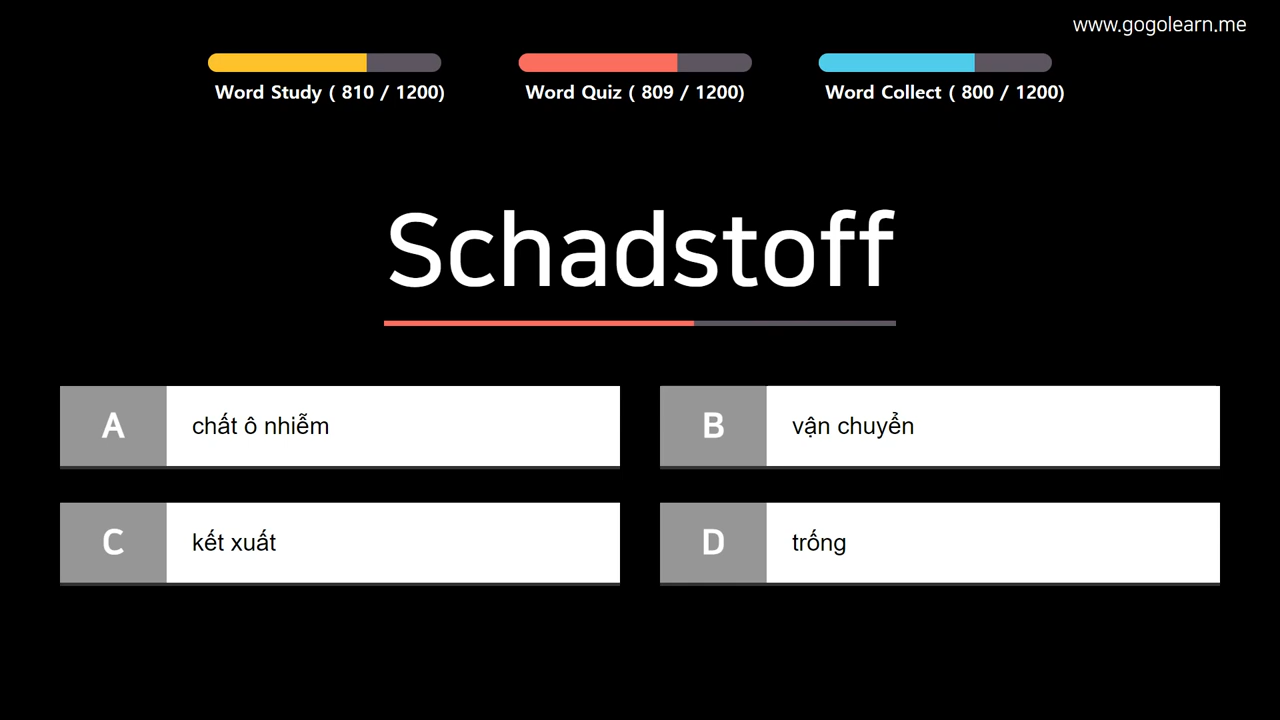 www.gogolearn.me
Word Study ( 810 / 1200)
Word Quiz ( 809 / 1200)
Word Collect ( 800 / 1200)
Schadstoff
A chất ô nhiễm
B vận chuyển
C kết xuất
D trống